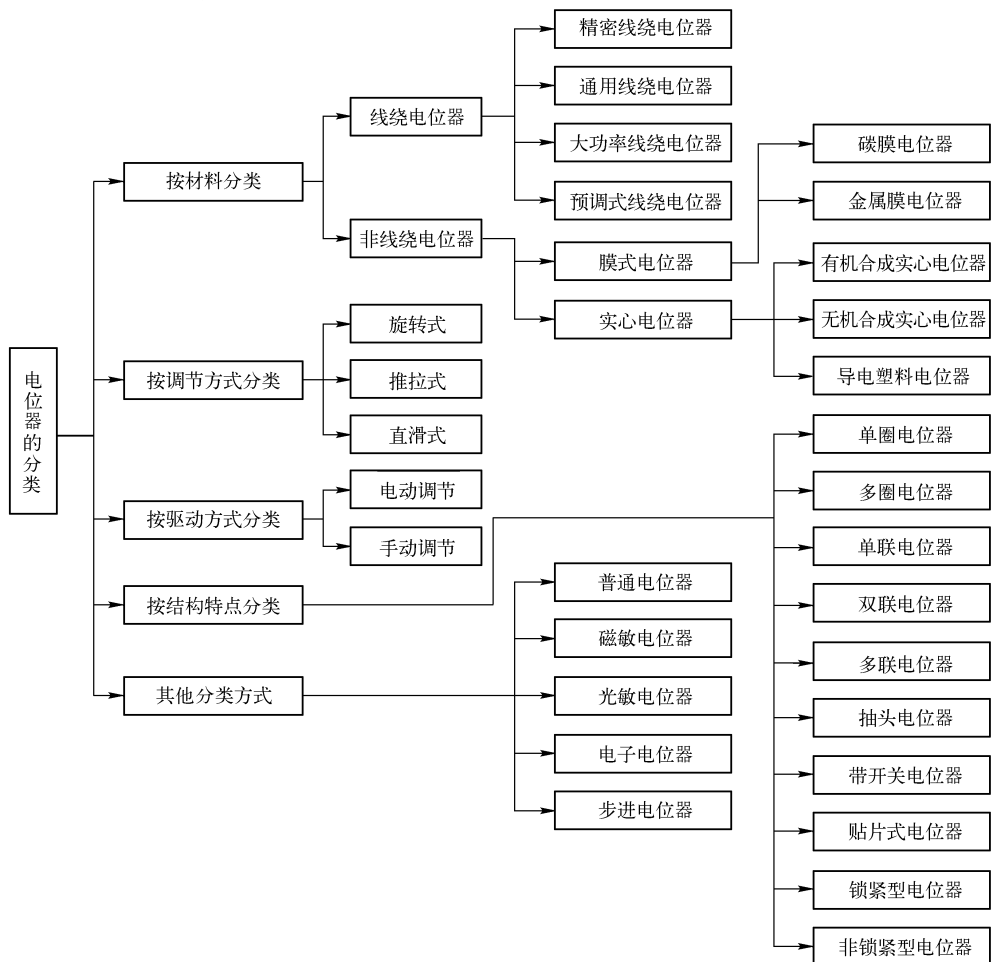 电位器的分类
按材料分类
线绕电位器
精密线绕电位器
通用线绕电位器
大功率线绕电位器
预调式线绕电位器
非线绕电位器
膜式电位器
碳膜电位器
金属膜电位器
实心电位器
有机合成实心电位器
无机合成实心电位器
导电塑料电位器
按调节方式分类
旋转式
推拉式
直滑式
按驱动方式分类
电动调节
手动调节
按结构特点分类
单圈电位器
多圈电位器
单联电位器
双联电位器
多联电位器
抽头电位器
带开关电位器
贴片式电位器
锁紧型电位器
非锁紧型电位器
其他分类方式
普通电位器
磁敏电位器
光敏电位器
电子电位器
步进电位器